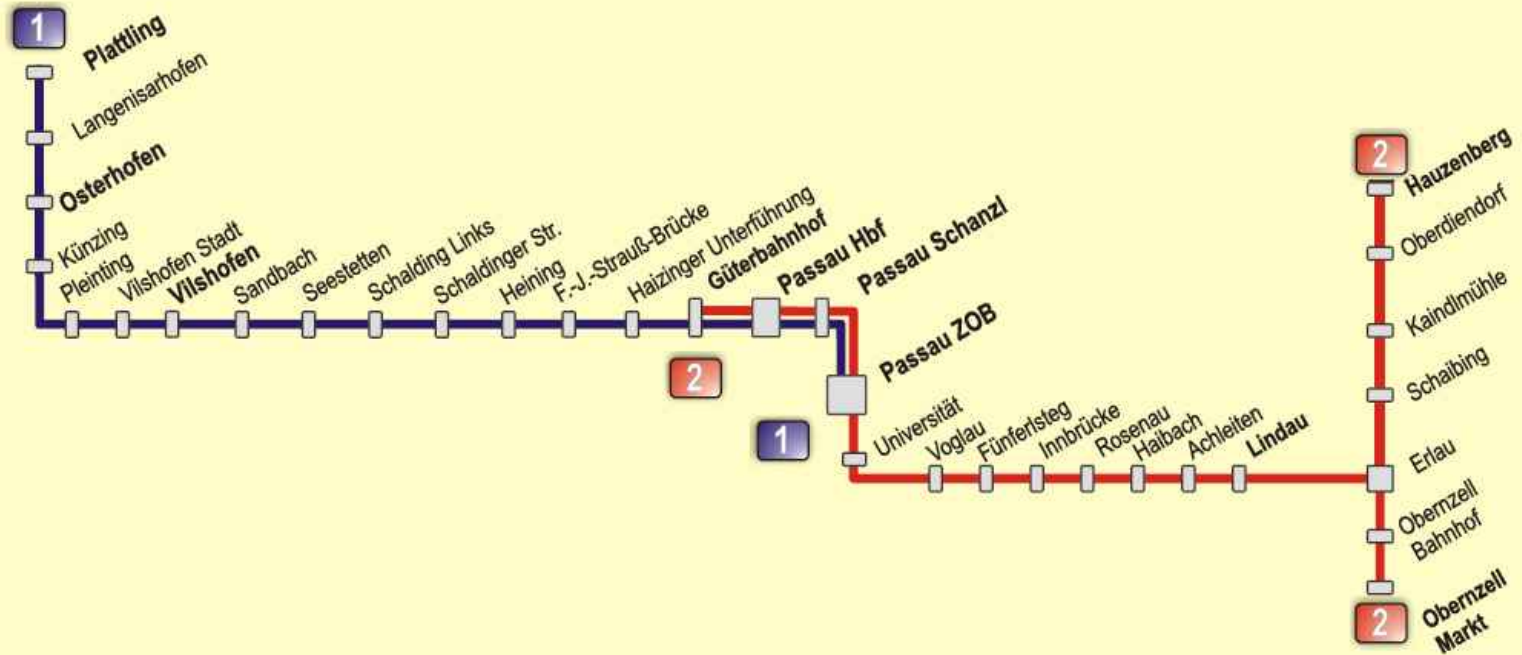 1
Plattling
Langenisarhofen
Osterhofen
Künzing
Pleinting
Vilshofen Stadt
Vilshofen
Sandbach
Seestetten
Schalding Links
Schaldinger Str.
Heining
F.-J.-Strauß-Brücke
Haizinger Unterführung
Güterbahnhof
Passau Hbf
Passau Schanzl
Passau ZOB
2
1
Universität
Voglau
Fünferlsteg
Innbrücke
Rosenau
Haibach
Achleiten
Lindau
2
Hauzenberg
Oberdiendorf
Kaindlmühle
Schaibing
Erlau
Obernzell
Bahnhof
Obernzell
Markt
2